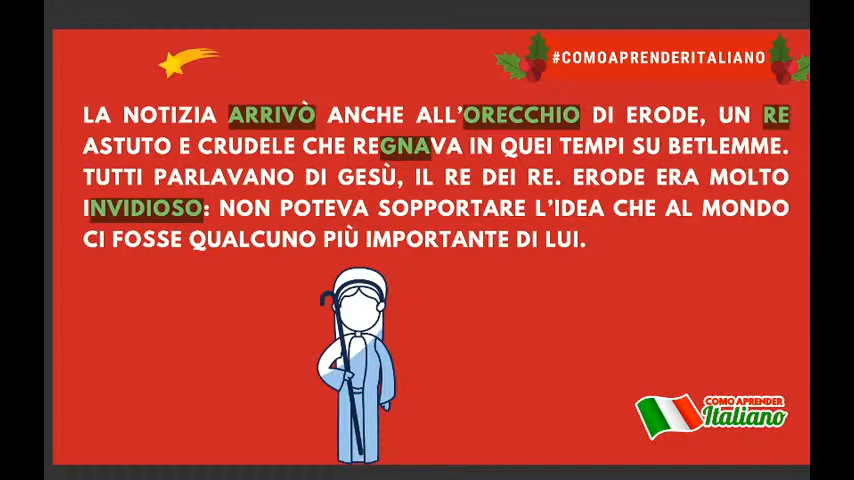 #COMOAPRENDERITALIANO
LA NOTIZIA ARRIVÒ ANCHE ALL'ORECCHIO DI ERODE, UN RE
ASTUTO E CRUDELE CHE REGNAVA IN QUEI TEMPI SU BETLEMME.
TUTTI PARLAVANO DI GESÙ, IL RE DEI RE. ERODE ERA MOLTO
INVIDIOSO: NON POTEVA SOPPORTARE L'IDEA CHE AL MONDO
CI FOSSE QUALCUNO PIÙ IMPORTANTE DI LUI.
COMO APRENDER
Italiano